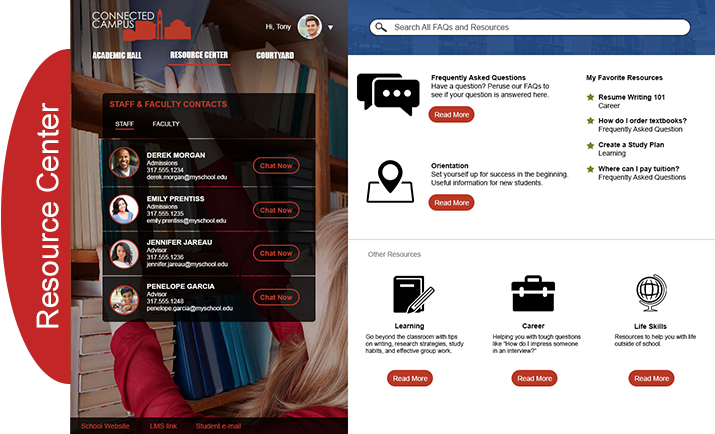 Resource Center
CONNECTED
CAMPUS
Hi, Tony
ACADEMIC HALL
RESOURCE CENTER
COURTYARD
STAFF & FACULTY CONTACTS
STAFF
FACULTY
DEREK MORGAN
Admissions
317.555.1234
derek.morgan@myschool.edu
Chat Now
EMILY PRENTISS
Admissions
317.555.1235
emily.prentiss@myschool.edu
Chat Now
JENNIFER JAREAU
Advisor
317.555.1236
jennifer.jareau@myschool.edu
Chat Now
PENELOPE GARCIA
Advisor
317.555.1248
penelope.garcia@myschool.edu
Chat Now
School Website
LMS link
Student e-mail
Search All FAQs and Resources
Frequently Asked Questions
Have a question? Peruse our FAQs to
see if your question is answered here.
Read More
Orientation
Set yourself up for success in the beginning.
Useful information for new students.
Read More
My Favorite Resources
Resume Writing 101
Career
How do I order textbooks?
Frequently Asked Question
Create a Study Plan
Learning
Where can I pay tuition?
Frequently Asked Questions
Other Resources
Learning
Go beyond the classroom with tips
on writing, research strategies, study
habits, and effective group work.
Read More
Career
Helping you with tough questions
like "How do I impress someone
in an interview?"
Read More
Life Skills
Resources to help you with life
outside of school.
Read More